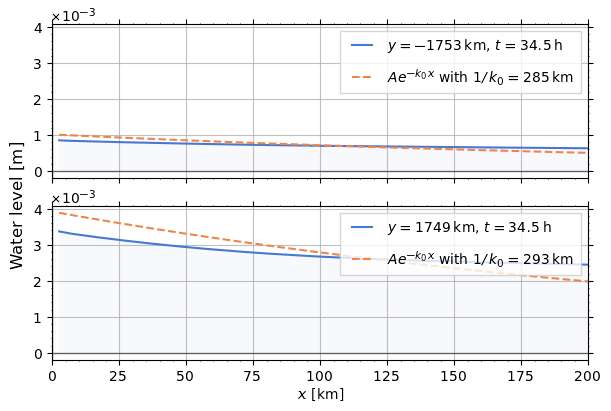 ×10⁻³
4
3
2
1
0
y = −1753 km, t = 34.5 h
Ae^{−k₀x} with 1/k₀ = 285 km
×10⁻³
4
3
2
1
0
y = 1749 km, t = 34.5 h
Ae^{−k₀x} with 1/k₀ = 293 km
Water level [m]
0 25 50 75 100 125 150 175 200
x [km]